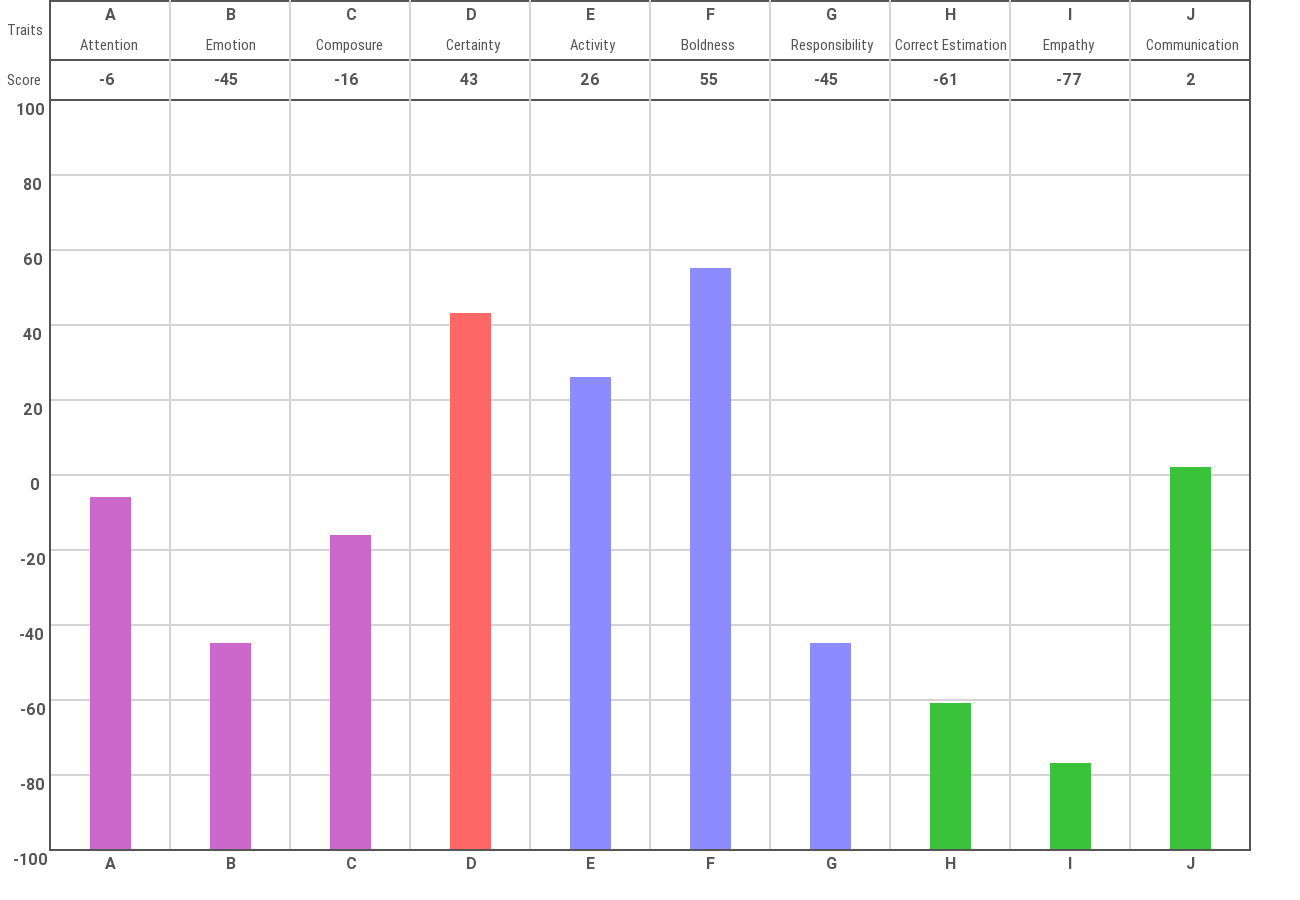 A B C D E F G H I J
Traits
Attention Emotion Composure Certainty Activity Boldness Responsibility Correct Estimation Empathy Communication
Score -6 -45 -16 43 26 55 -45 -61 -77 2
100
80
60
40
20
0
-20
-40
-60
-80
-100
A B C D E F G H I J